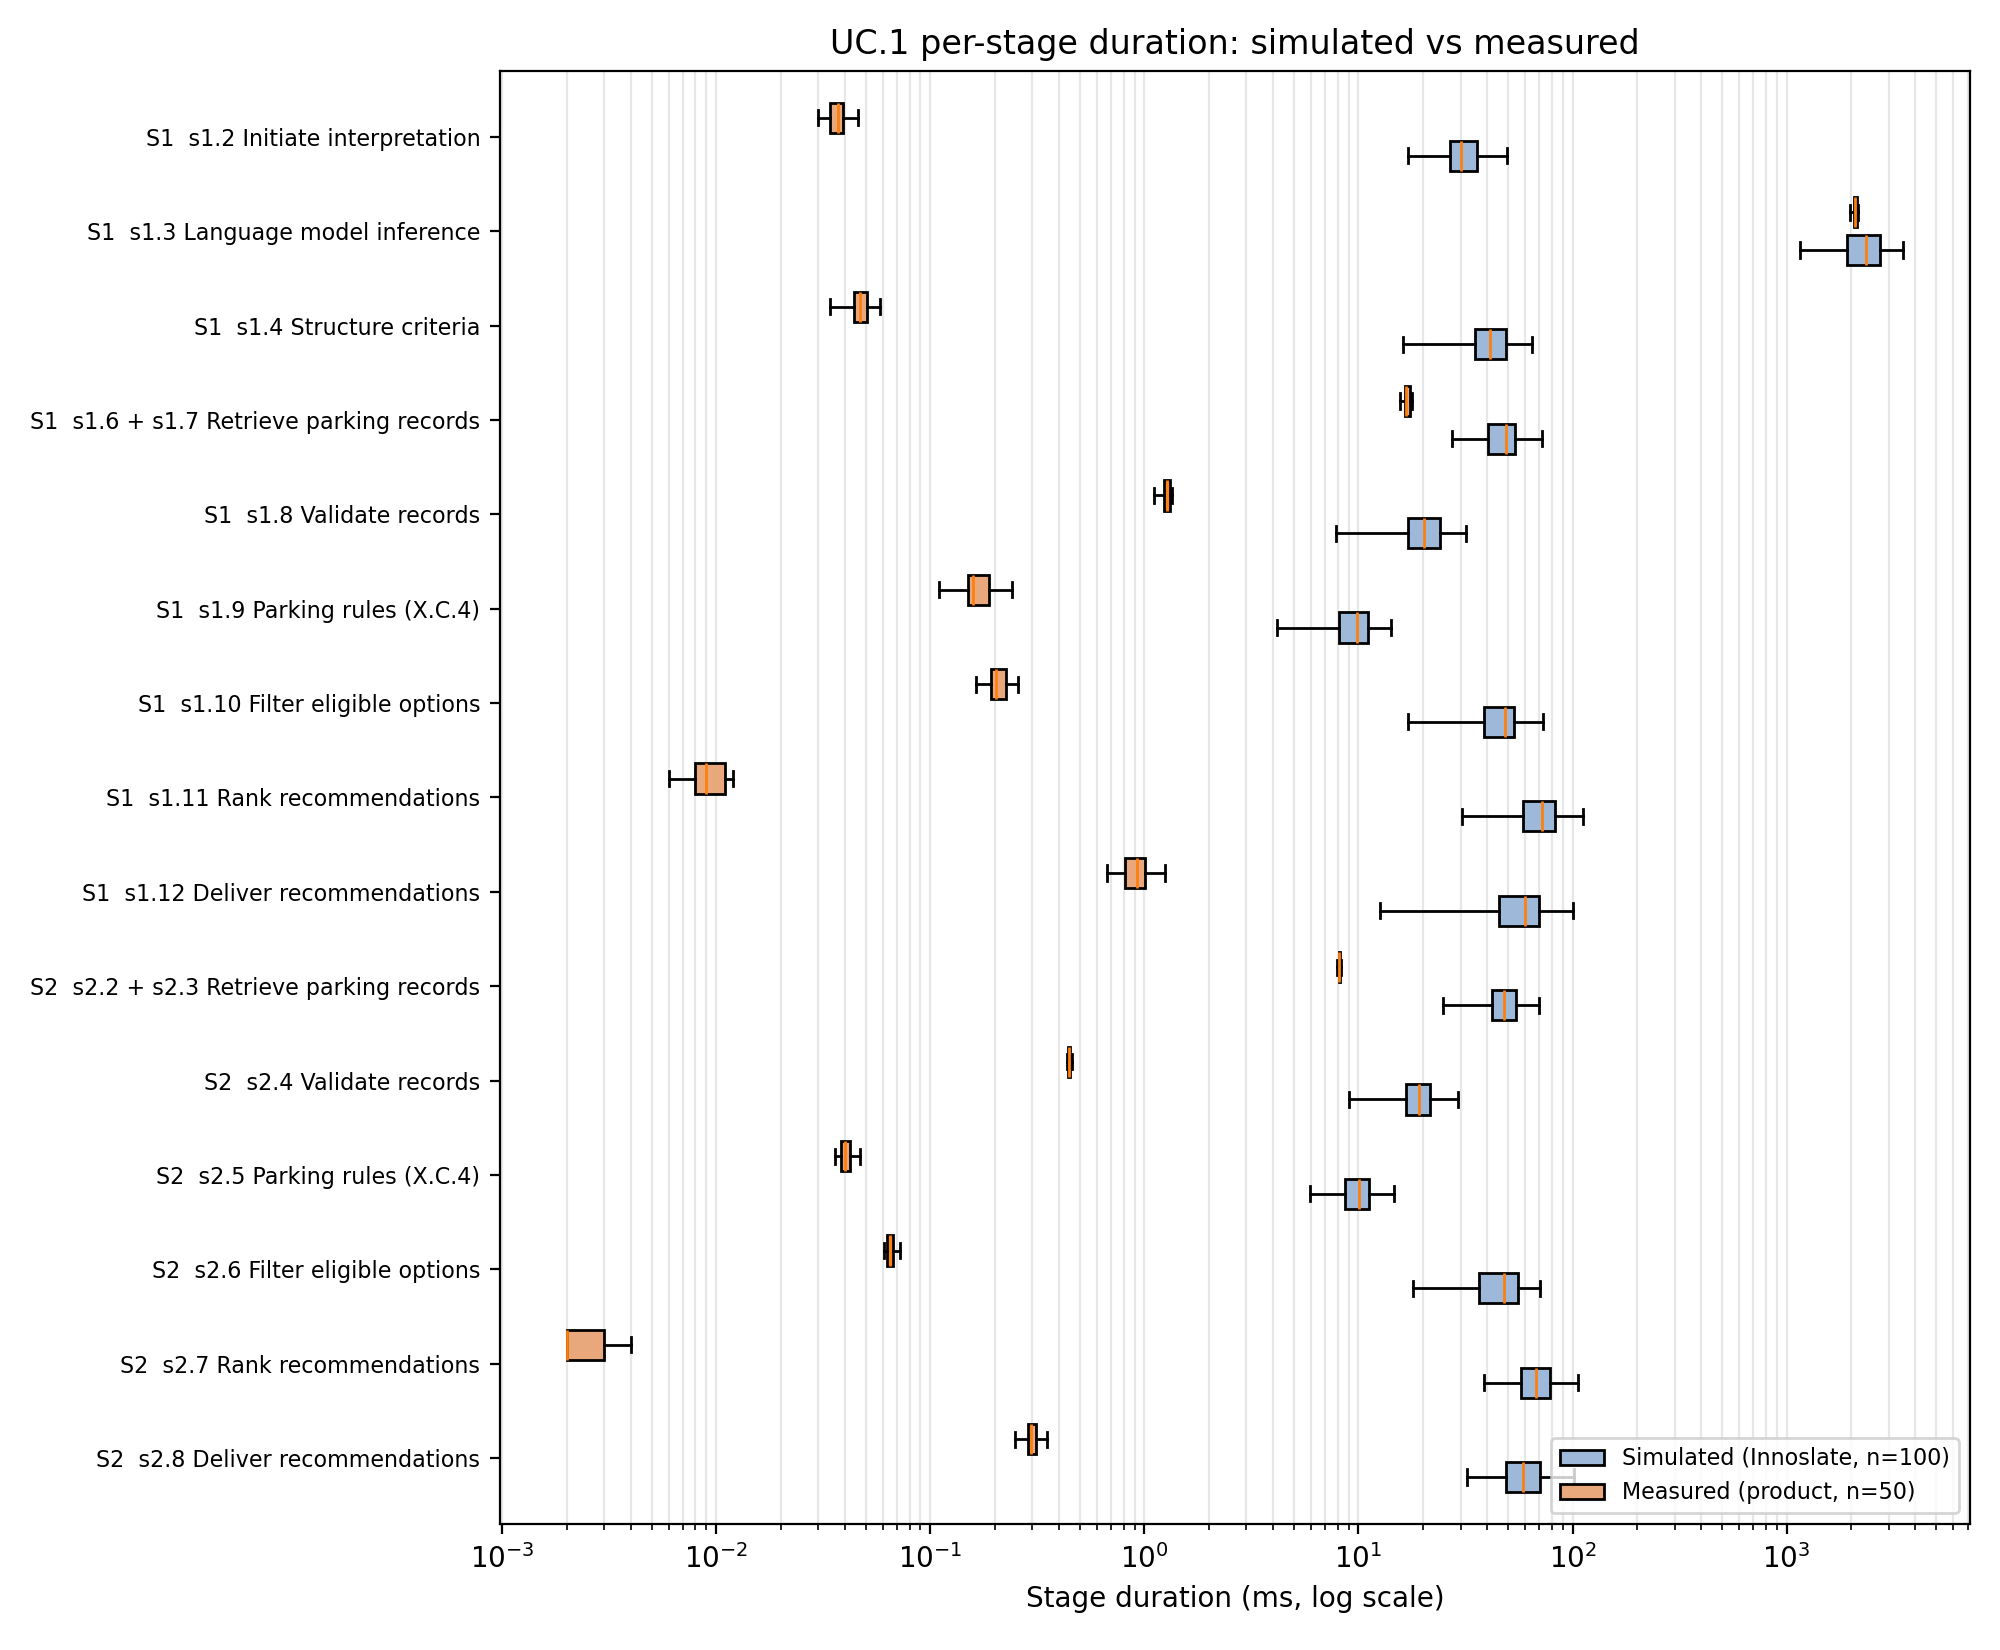 UC.1 per-stage duration: simulated vs measured
S1  s1.2 Initiate interpretation
S1  s1.3 Language model inference
S1  s1.4 Structure criteria
S1  s1.6 + s1.7 Retrieve parking records
S1  s1.8 Validate records
S1  s1.9 Parking rules (X.C.4)
S1  s1.10 Filter eligible options
S1  s1.11 Rank recommendations
S1  s1.12 Deliver recommendations
S2  s2.2 + s2.3 Retrieve parking records
S2  s2.4 Validate records
S2  s2.5 Parking rules (X.C.4)
S2  s2.6 Filter eligible options
S2  s2.7 Rank recommendations
S2  s2.8 Deliver recommendations
Simulated (Innoslate, n=100)
Measured (product, n=50)
10⁻³ 10⁻² 10⁻¹ 10⁰ 10¹ 10² 10³
Stage duration (ms, log scale)